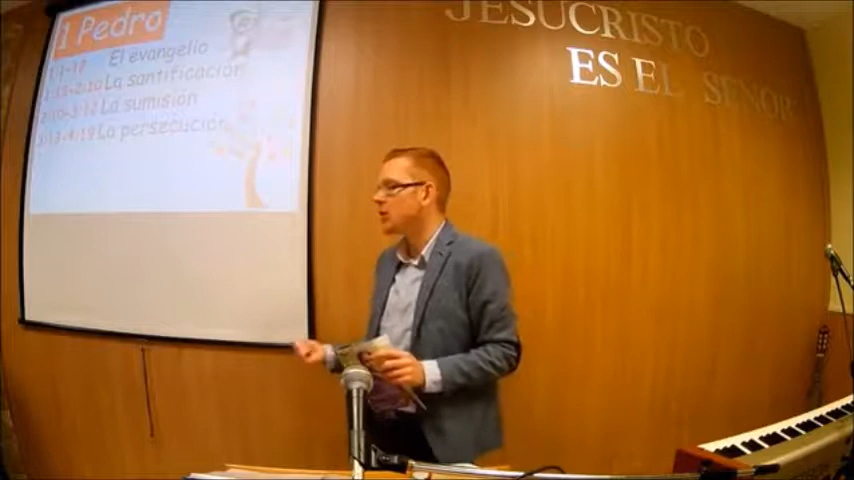 1 Pedro
1:1-12 El evangelio
1:13-2:10 La Santificación
2:10-3:12 La sumisión
3:13-4:19 La persecución
JESUCRISTO
ES EL SEÑOR